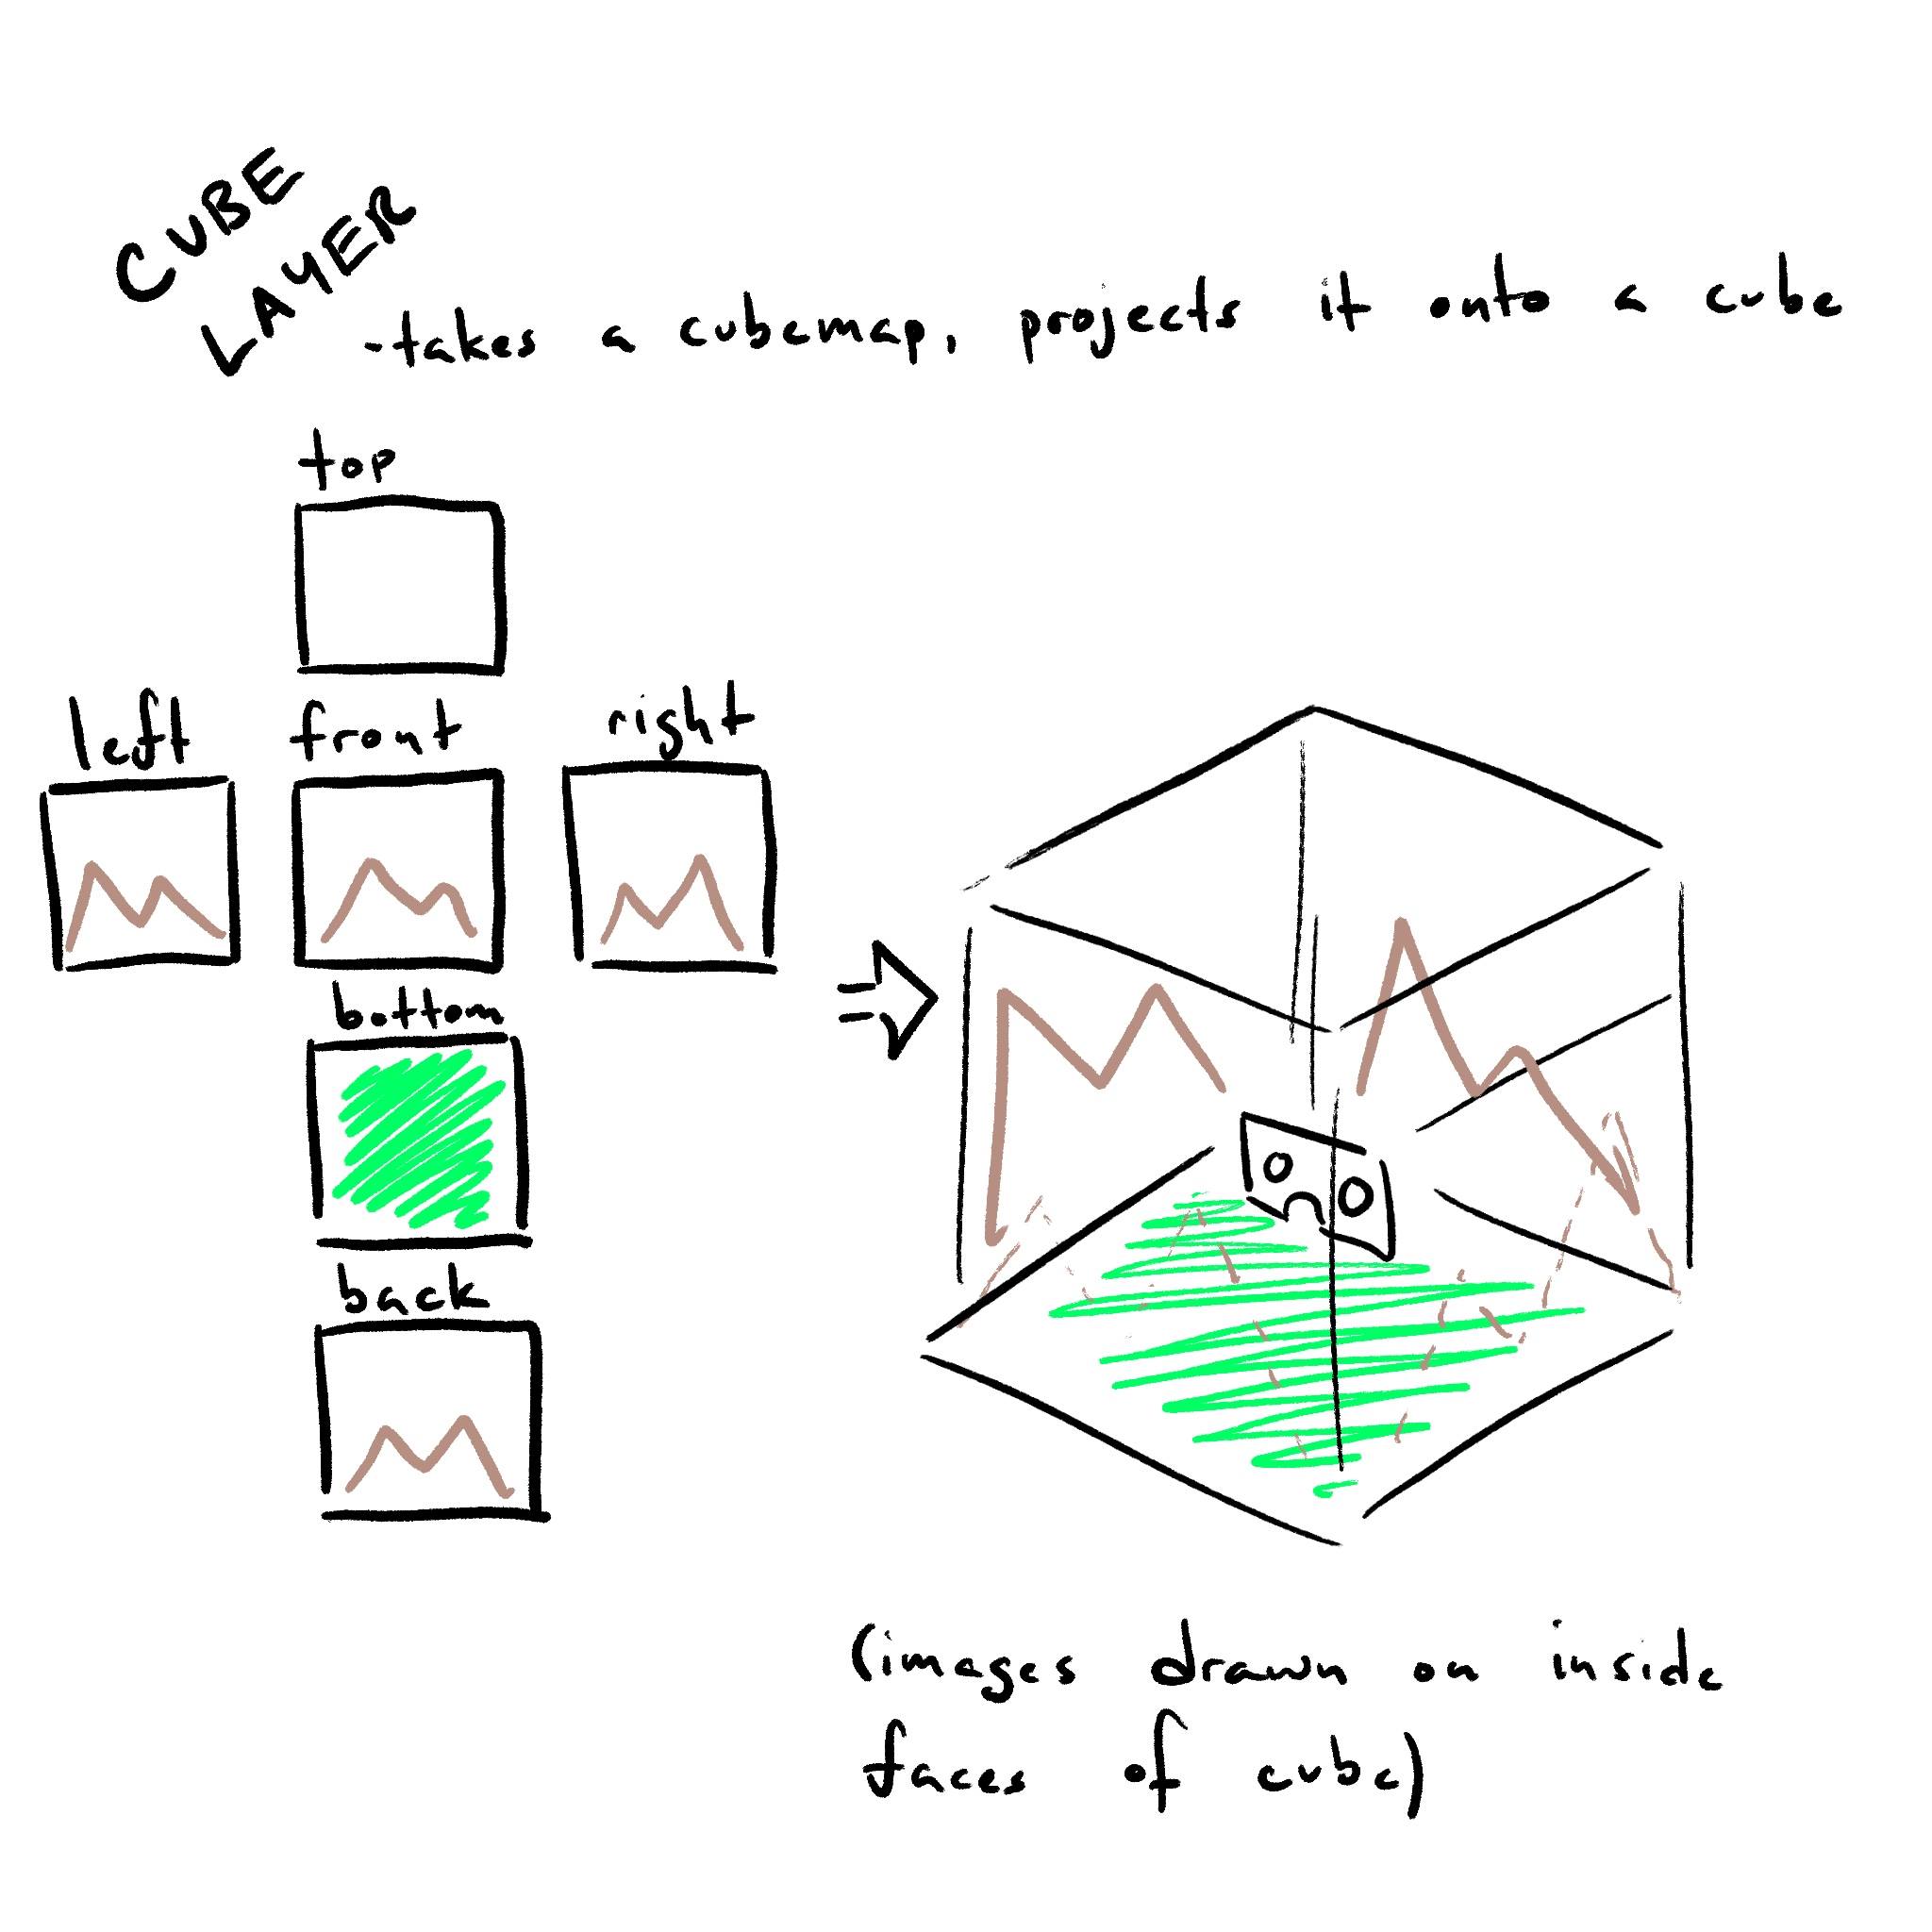 CUBE
LAYER
-takes a cubemap, projects it onto a cube
top
left front right
bottom
back
(images drawn on inside
faces of cube)